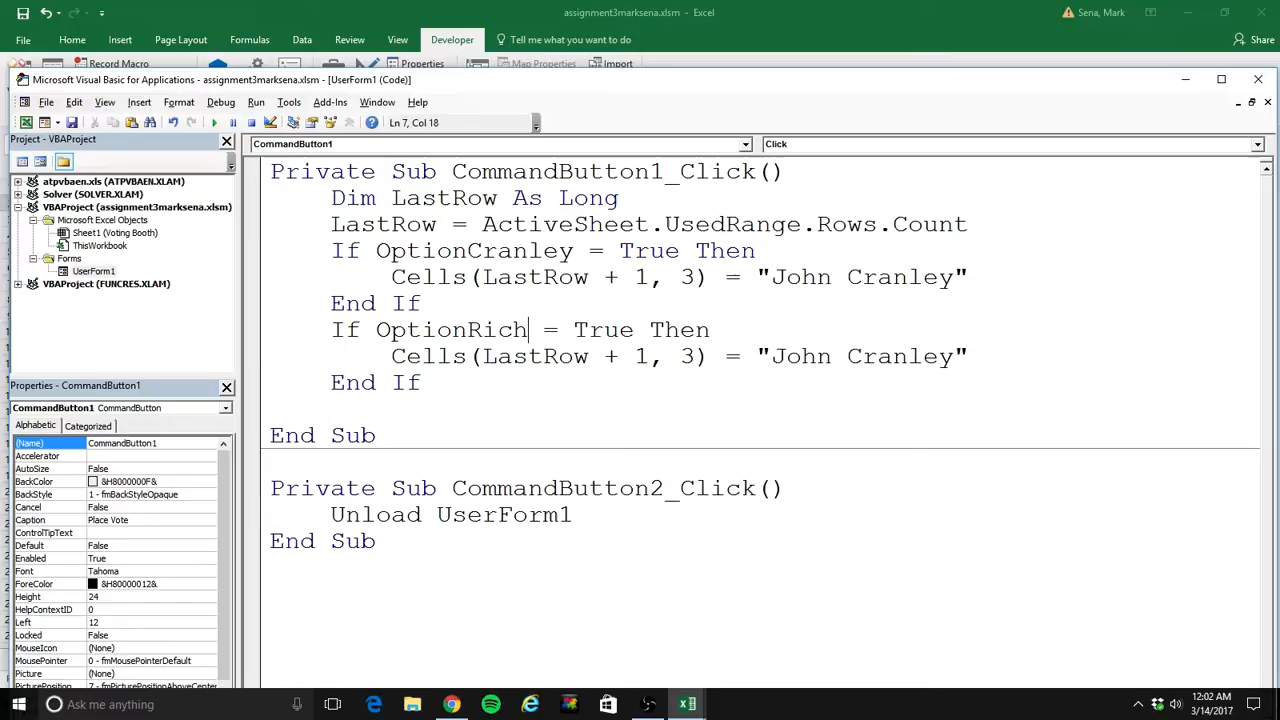 assignment3marksena.xlsm - Excel
Sena, Mark
File Home Insert Page Layout Formulas Data Review View Developer Tell me what you want to do Share
Record Macro Properties Map Properties Import
Microsoft Visual Basic for Applications - assignment3marksena.xlsm - [UserForm1 (Code)]
File Edit View Insert Format Debug Run Tools Add-Ins Window Help
Ln 7, Col 18
Project - VBAProject
atpvbaen.xls (ATPVBAEN.XLAM)
Solver (SOLVER.XLAM)
VBAProject (assignment3marksena.xlsm)
Microsoft Excel Objects
Sheet1 (Voting Booth)
ThisWorkbook
Forms
UserForm1
VBAProject (FUNCRES.XLAM)
Properties - CommandButton1
CommandButton1 CommandButton
Alphabetic Categorized
(Name) CommandButton1
Accelerator
AutoSize False
BackColor &H8000000F&
BackStyle 1 - fmBackStyleOpaque
Cancel False
Caption Place Vote
ControlTipText
Default False
Enabled True
Font Tahoma
ForeColor &H80000012&
Height 24
HelpContextID 0
Left 12
Locked False
MouseIcon (None)
MousePointer 0 - fmMousePointerDefault
Picture (None)
PicturePosition 7 - fmPicturePositionAboveCenter
CommandButton1 Click
Private Sub CommandButton1_Click()
Dim LastRow As Long
LastRow = ActiveSheet.UsedRange.Rows.Count
If OptionCranley = True Then
Cells(LastRow + 1, 3) = "John Cranley"
End If
If OptionRich = True Then
Cells(LastRow + 1, 3) = "John Cranley"
End If
End Sub
Private Sub CommandButton2_Click()
Unload UserForm1
End Sub
Ask me anything
12:02 AM
3/14/2017